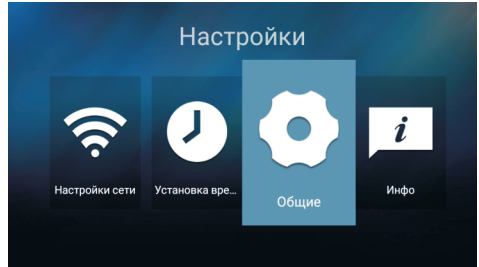 Настройки
Настройки сети
Установка вре...
Общие
Инфо